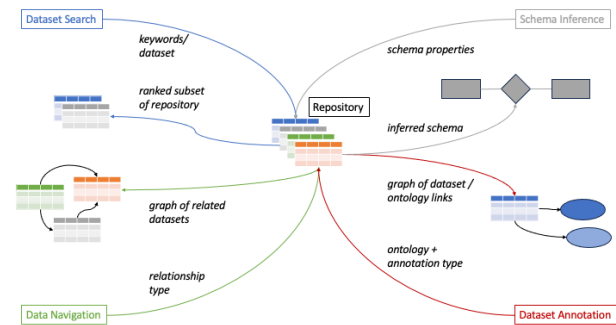 Dataset Search
Schema Inference
keywords/
dataset
schema properties
ranked subset
of repository
Repository
inferred schema
graph of related
datasets
graph of dataset /
ontology links
relationship
type
ontology +
annotation type
Data Navigation
Dataset Annotation